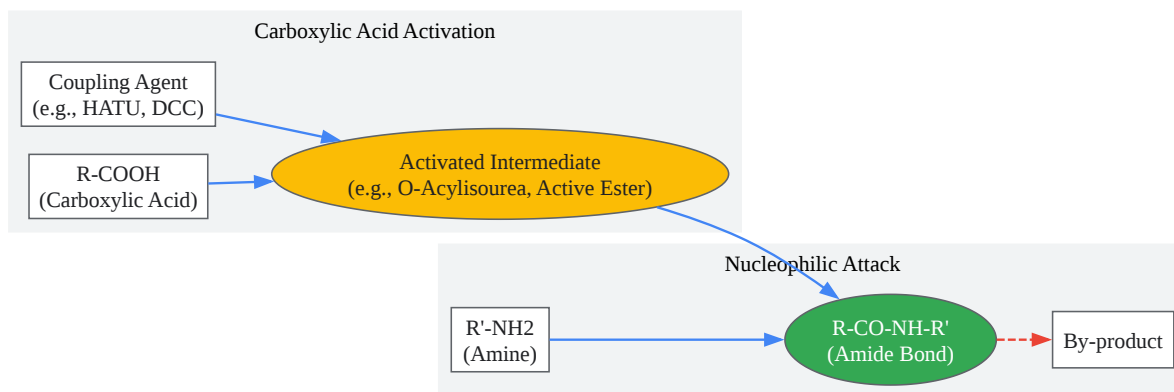 Carboxylic Acid Activation
Coupling Agent
(e.g., HATU, DCC)
R-COOH
(Carboxylic Acid)
Activated Intermediate
(e.g., O-Acylisourea, Active Ester)
Nucleophilic Attack
R'-NH2
(Amine)
R-CO-NH-R'
(Amide Bond)
By-product